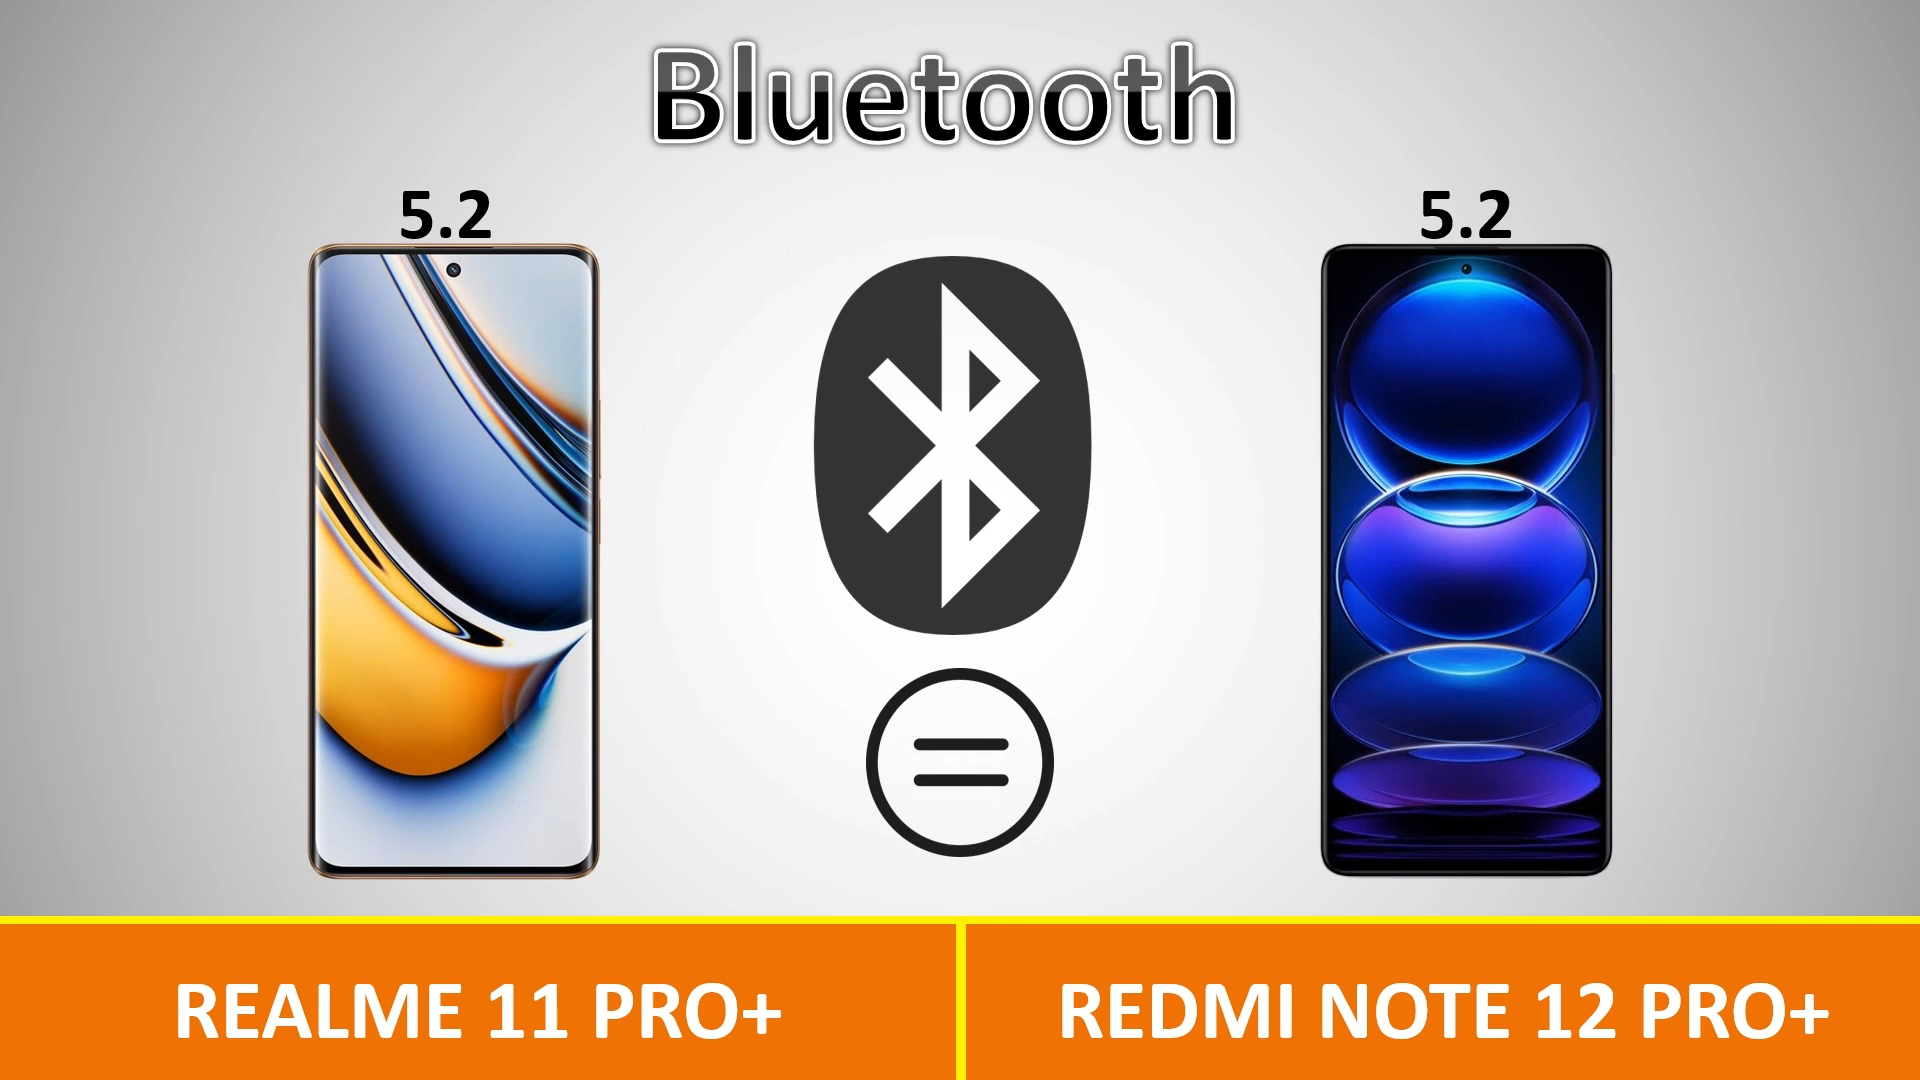 Bluetooth
5.2
5.2
REALME 11 PRO+
REDMI NOTE 12 PRO+